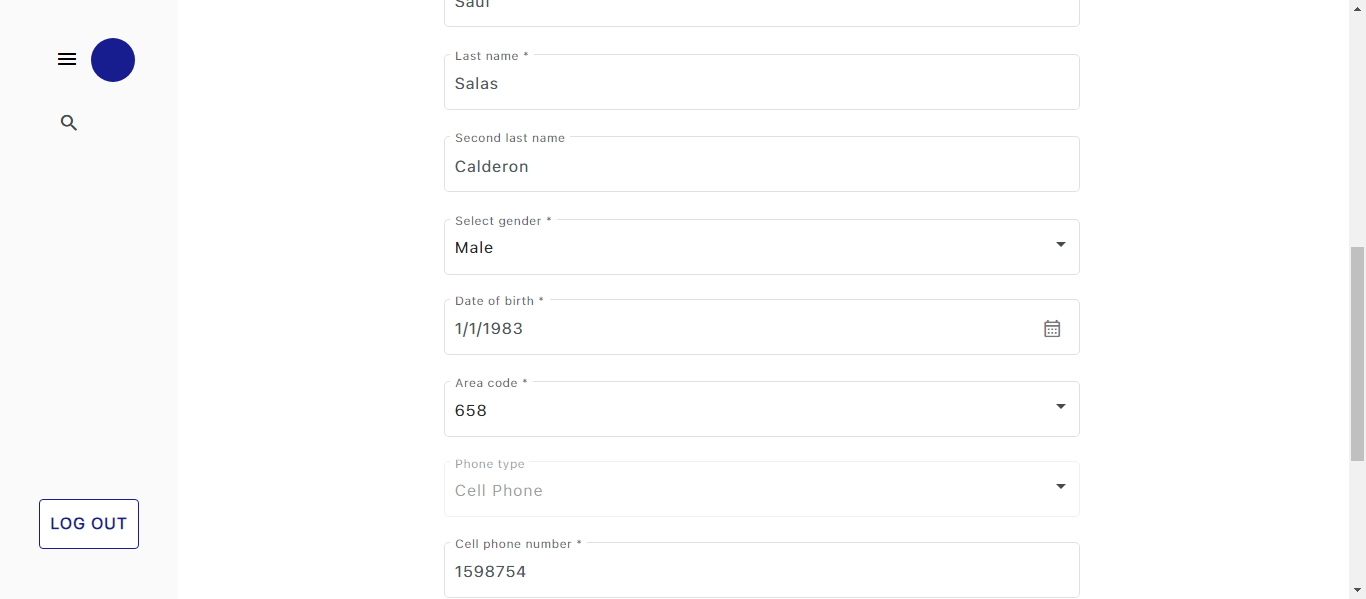 Saul
Last name *
Salas
Second last name
Calderon
Select gender *
Male
Date of birth *
1/1/1983
Area code *
658
Phone type
Cell Phone
Cell phone number *
1598754
LOG OUT